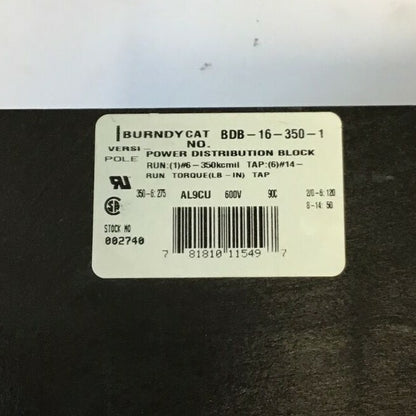 BURNDYCAT BDB-16-350-1
NO.
VERSI-
POLE POWER DISTRIBUTION BLOCK
RUN:(1)#6-350kcmil TAP:(6)#14-
RUN TORQUE(LB-IN) TAP
350-6: 275 AL9CU 600V 90C 2/0-6: 120
8-14: 50
STOCK NO
002740
7 81810 11549 7